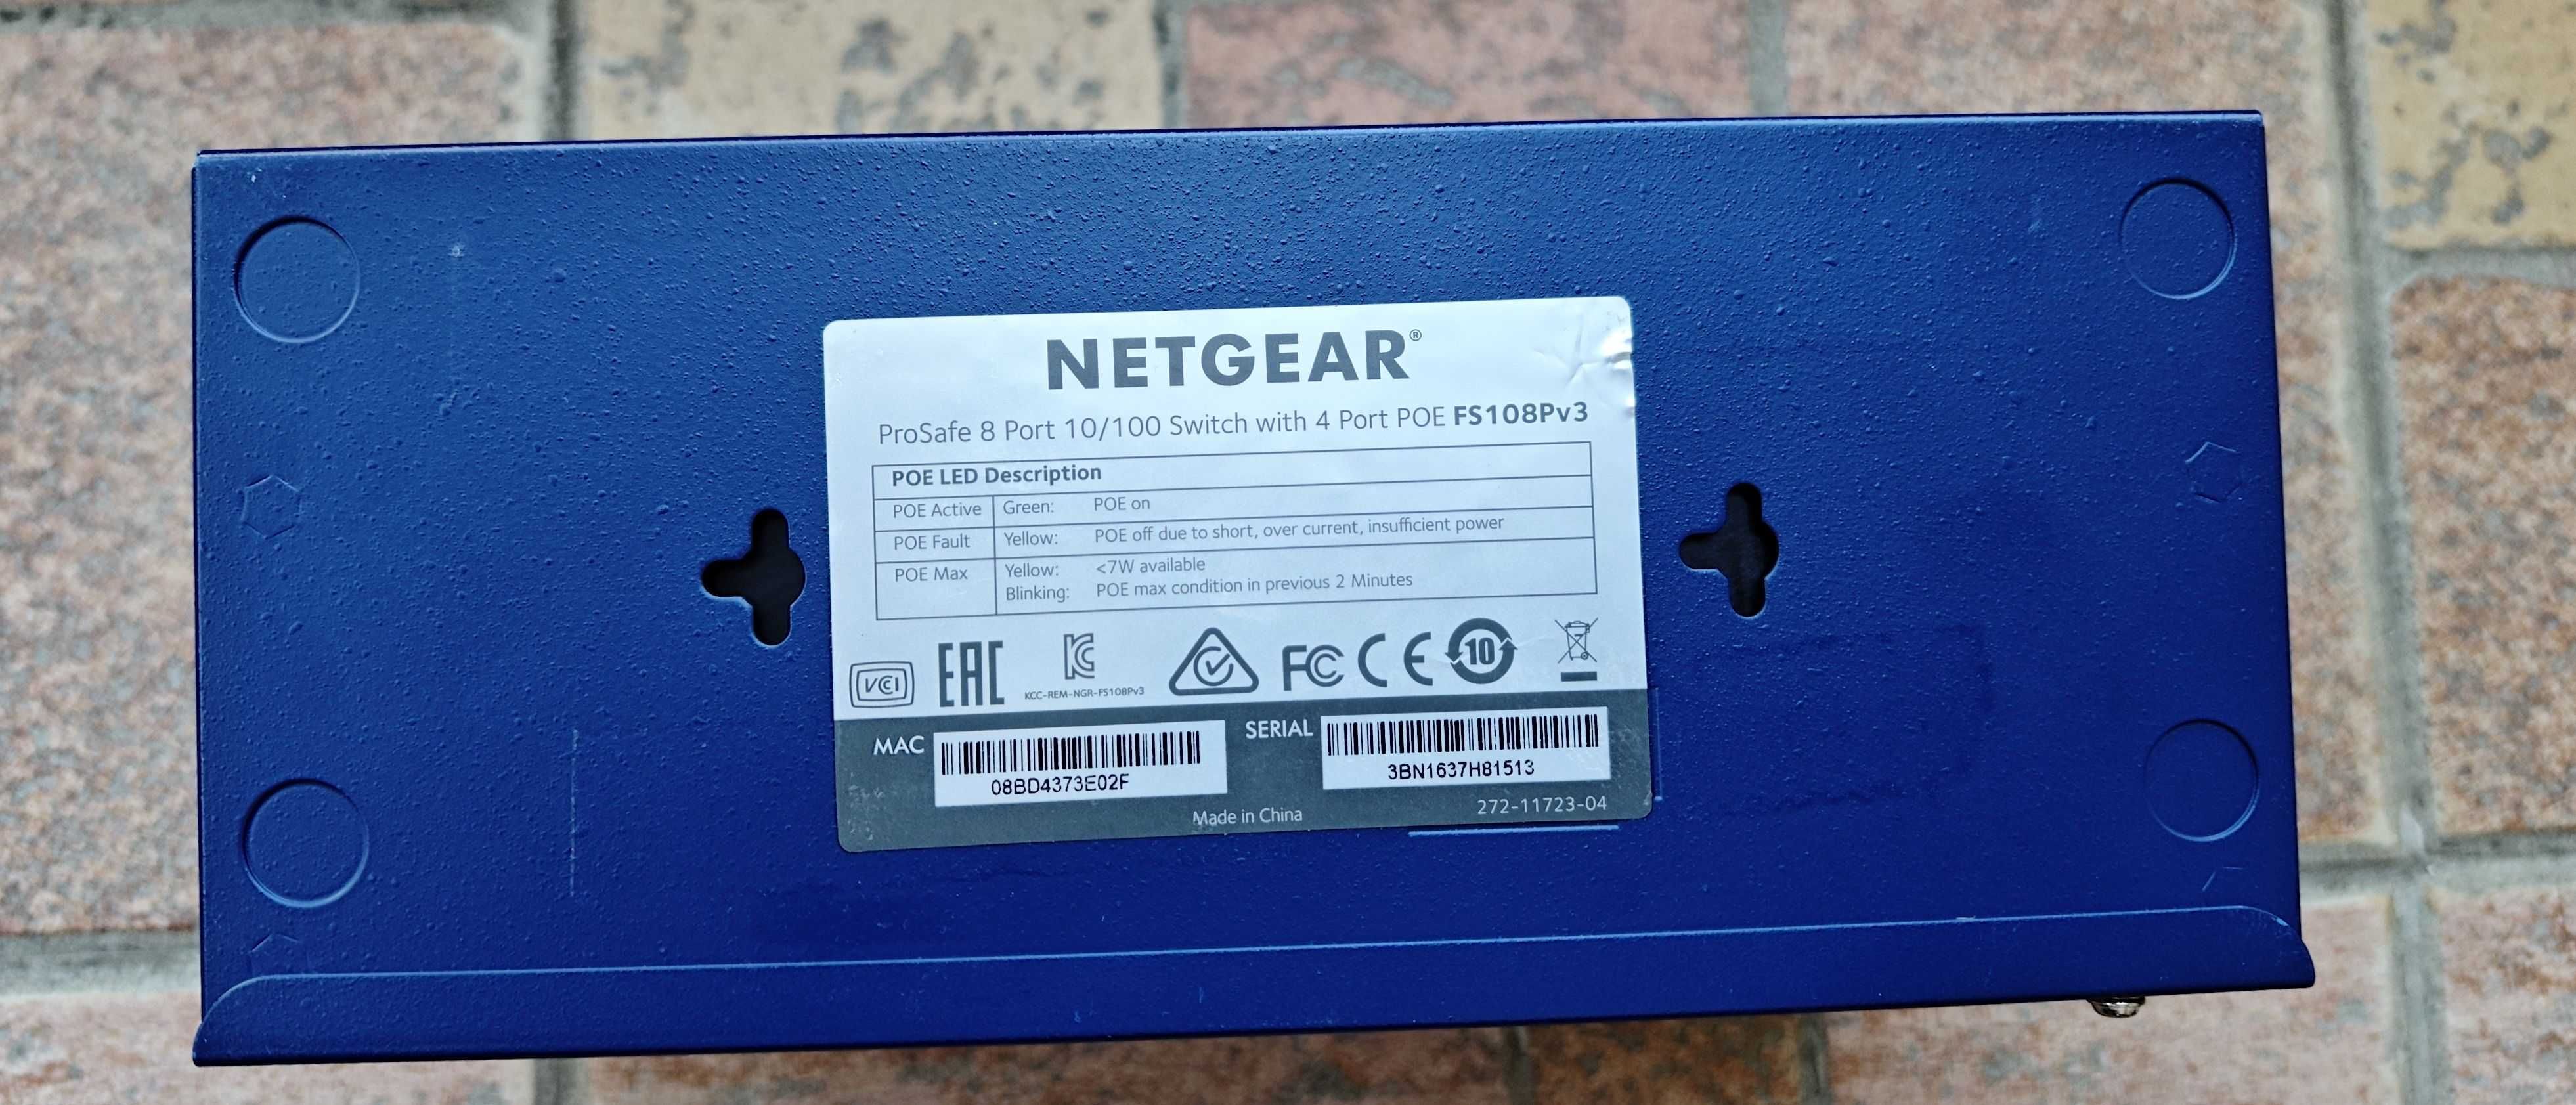 NETGEAR®
ProSafe 8 Port 10/100 Switch with 4 Port POE FS108Pv3
POE LED Description
POE Active Green: POE on
POE Fault Yellow: POE off due to short, over current, insufficient power
POE Max Yellow: <7W available
Blinking: POE max condition in previous 2 Minutes
VCI EAC KC FC CE 10
KCC-REM-NGR-FS108Pv3
MAC SERIAL
08BD4373E02F 3BN1637H81513
Made in China 272-11723-04